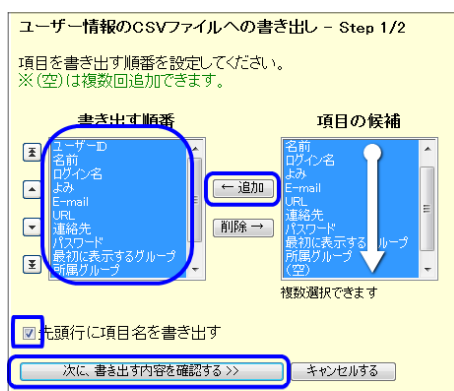 ユーザー情報のCSVファイルへの書き出し - Step 1/2
項目を書き出す順番を設定してください。
※(空)は複数回追加できます。
書き出す順番
ユーザーID
名前
ログイン名
よみ
E-mail
URL
連絡先
パスワード
最初に表示するグループ
所属グループ
← 追加
削除 →
項目の候補
名前
ログイン名
よみ
E-mail
URL
連絡先
パスワード
最初に表示するグループ
所属グループ
(空)
複数選択できます
先頭行に項目名を書き出す
次に、書き出す内容を確認する >>
キャンセルする